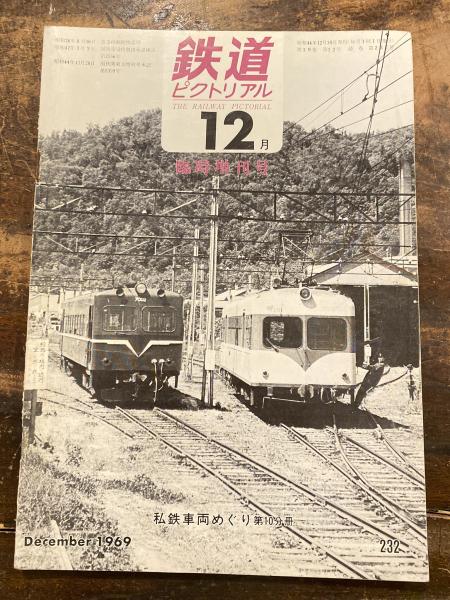 鉄道
ピクトリアル
THE RAILWAY PICTORIAL
12月
臨時増刊号
私鉄車両めぐり第10分冊
December 1969
232